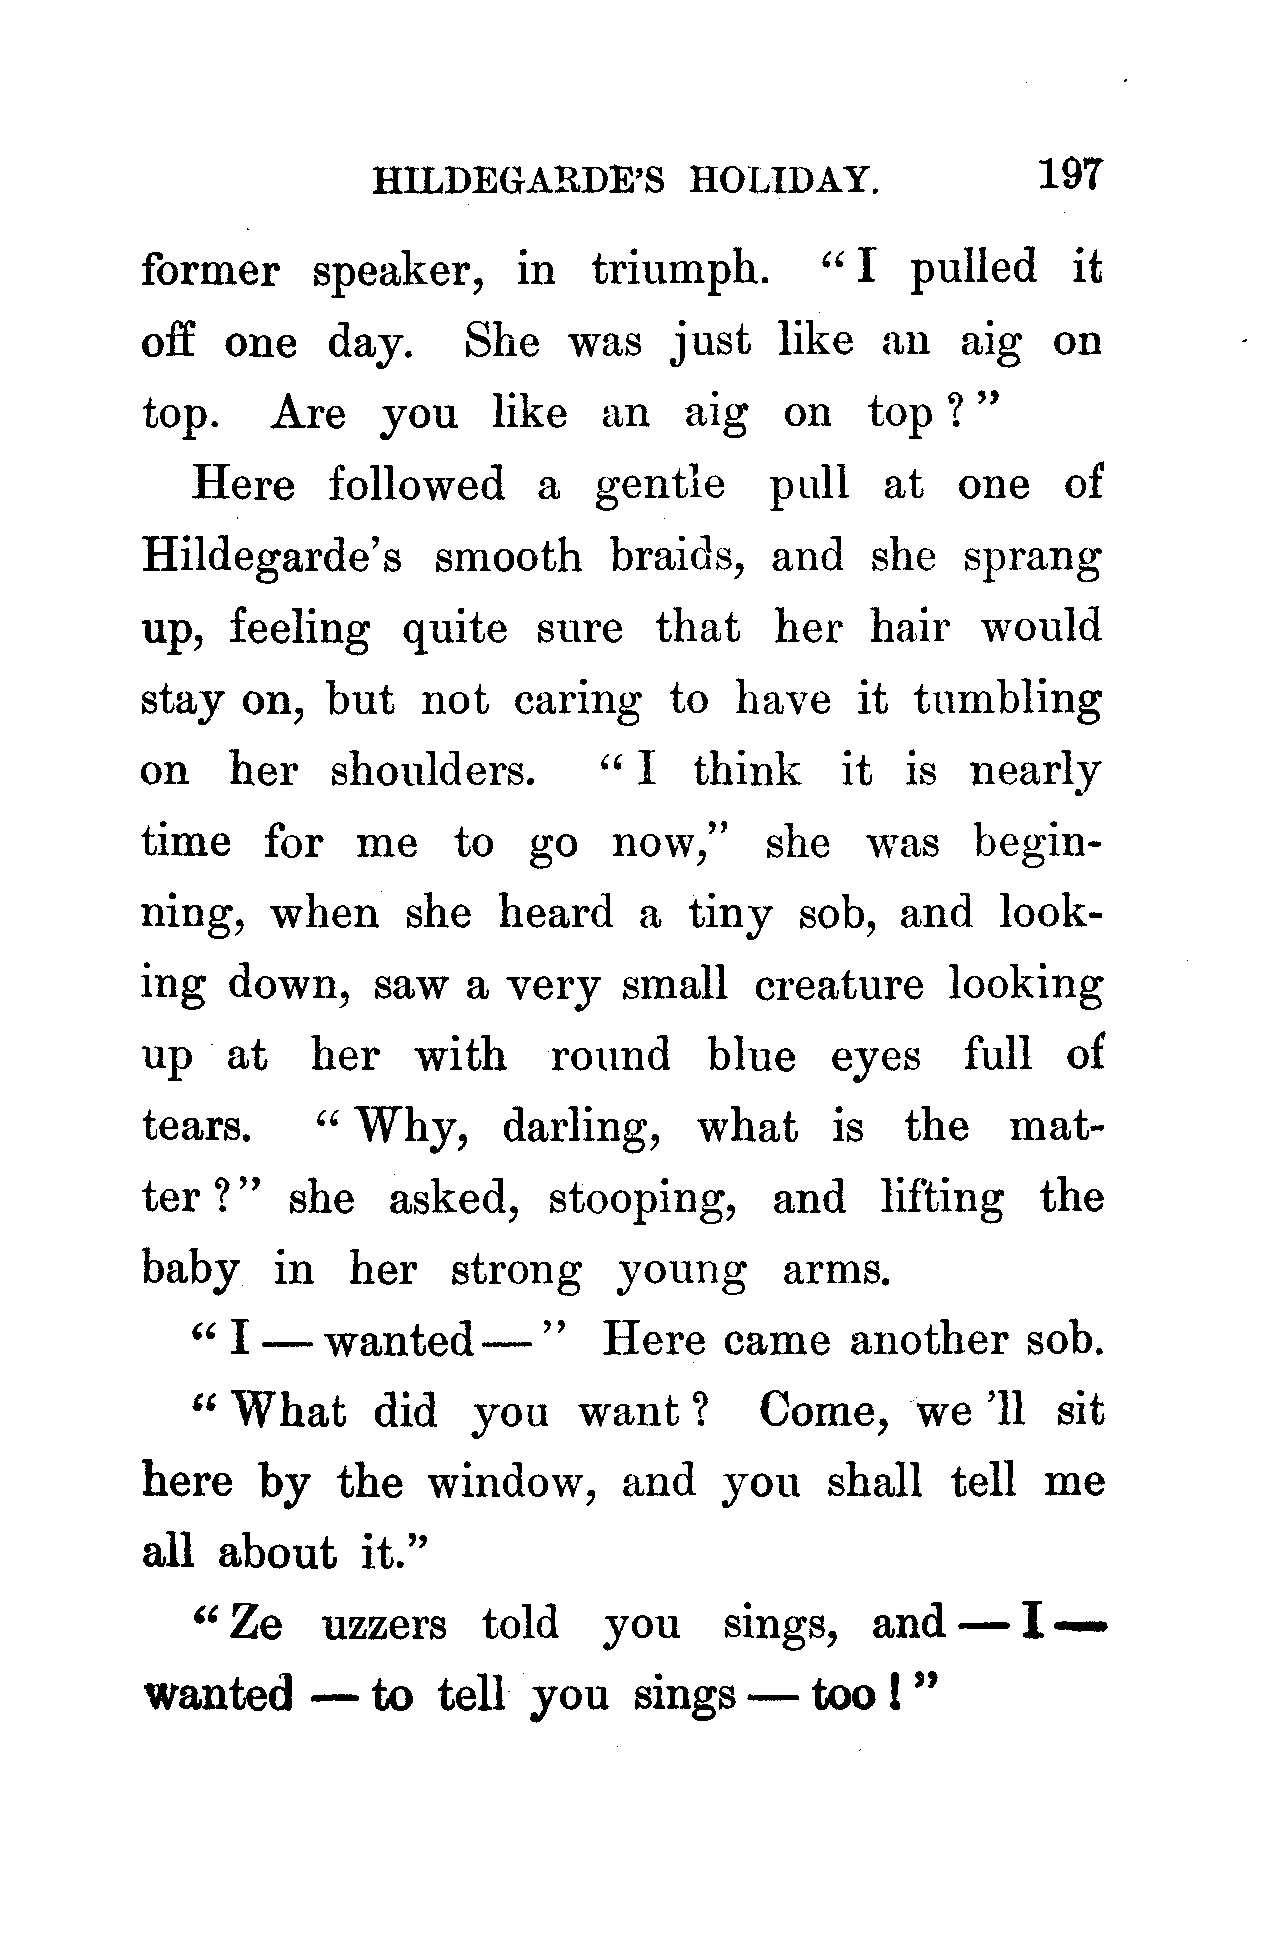 HILDEGARDE'S HOLIDAY. 197
former speaker, in triumph. "I pulled it
off one day. She was just like an aig on
top. Are you like an aig on top?"
Here followed a gentle pull at one of
Hildegarde's smooth braids, and she sprang
up, feeling quite sure that her hair would
stay on, but not caring to have it tumbling
on her shoulders. "I think it is nearly
time for me to go now," she was begin-
ning, when she heard a tiny sob, and look-
ing down, saw a very small creature looking
up at her with round blue eyes full of
tears. "Why, darling, what is the mat-
ter?" she asked, stooping, and lifting the
baby in her strong young arms.
"I — wanted — " Here came another sob.
"What did you want? Come, we 'll sit
here by the window, and you shall tell me
all about it."
"Ze uzzers told you sings, and — I —
wanted — to tell you sings — too!"